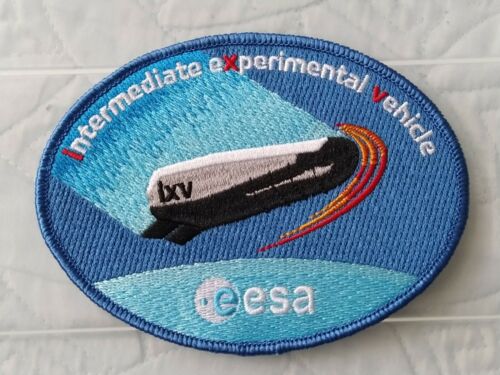 Intermediate eXperimental Vehicle
Ixv
esa